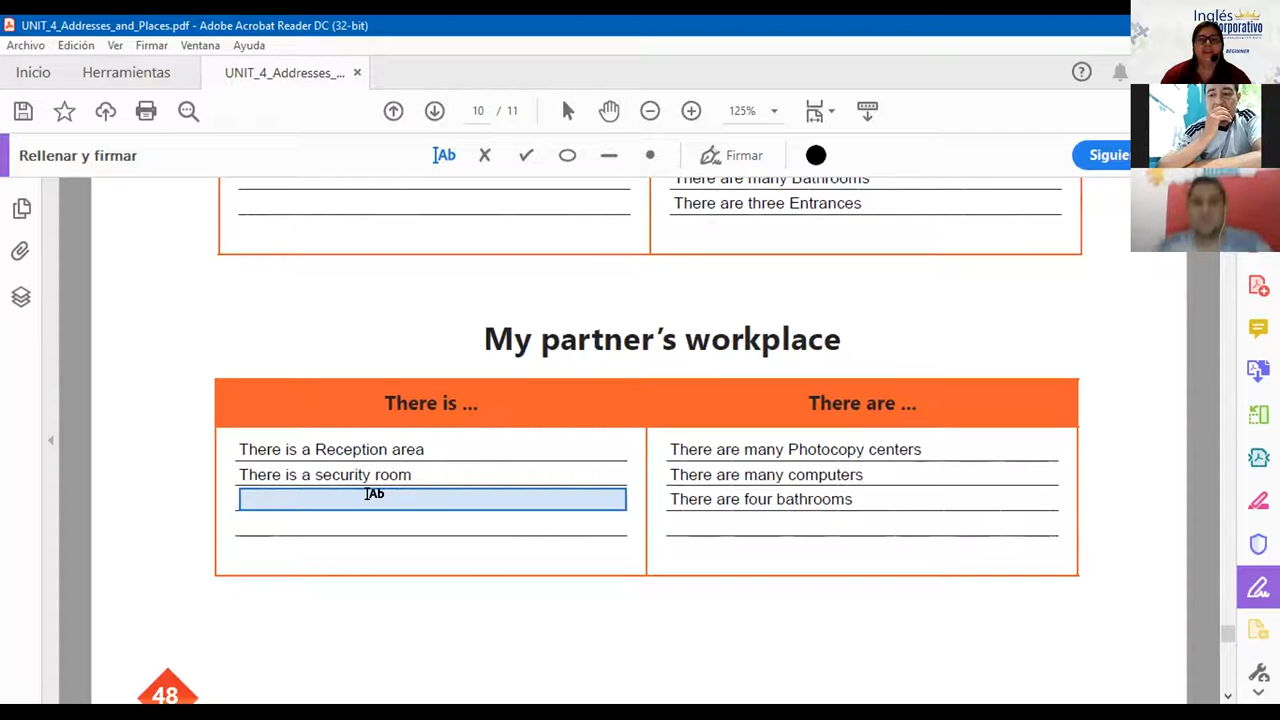 UNIT_4_Addresses_and_Places.pdf - Adobe Acrobat Reader DC (32-bit)
Archivo Edición Ver Firmar Ventana Ayuda
Inicio Herramientas UNIT_4_Addresses_-... ×
10 / 11 125%
Rellenar y firmar Ab Firmar Siguie
There are many Bathrooms
There are three Entrances
My partner's workplace
There is ... There are ...
There is a Reception area There are many Photocopy centers
There is a security room There are many computers
Ab
There are four bathrooms
48
Inglés
Corporativo
BEGINNER